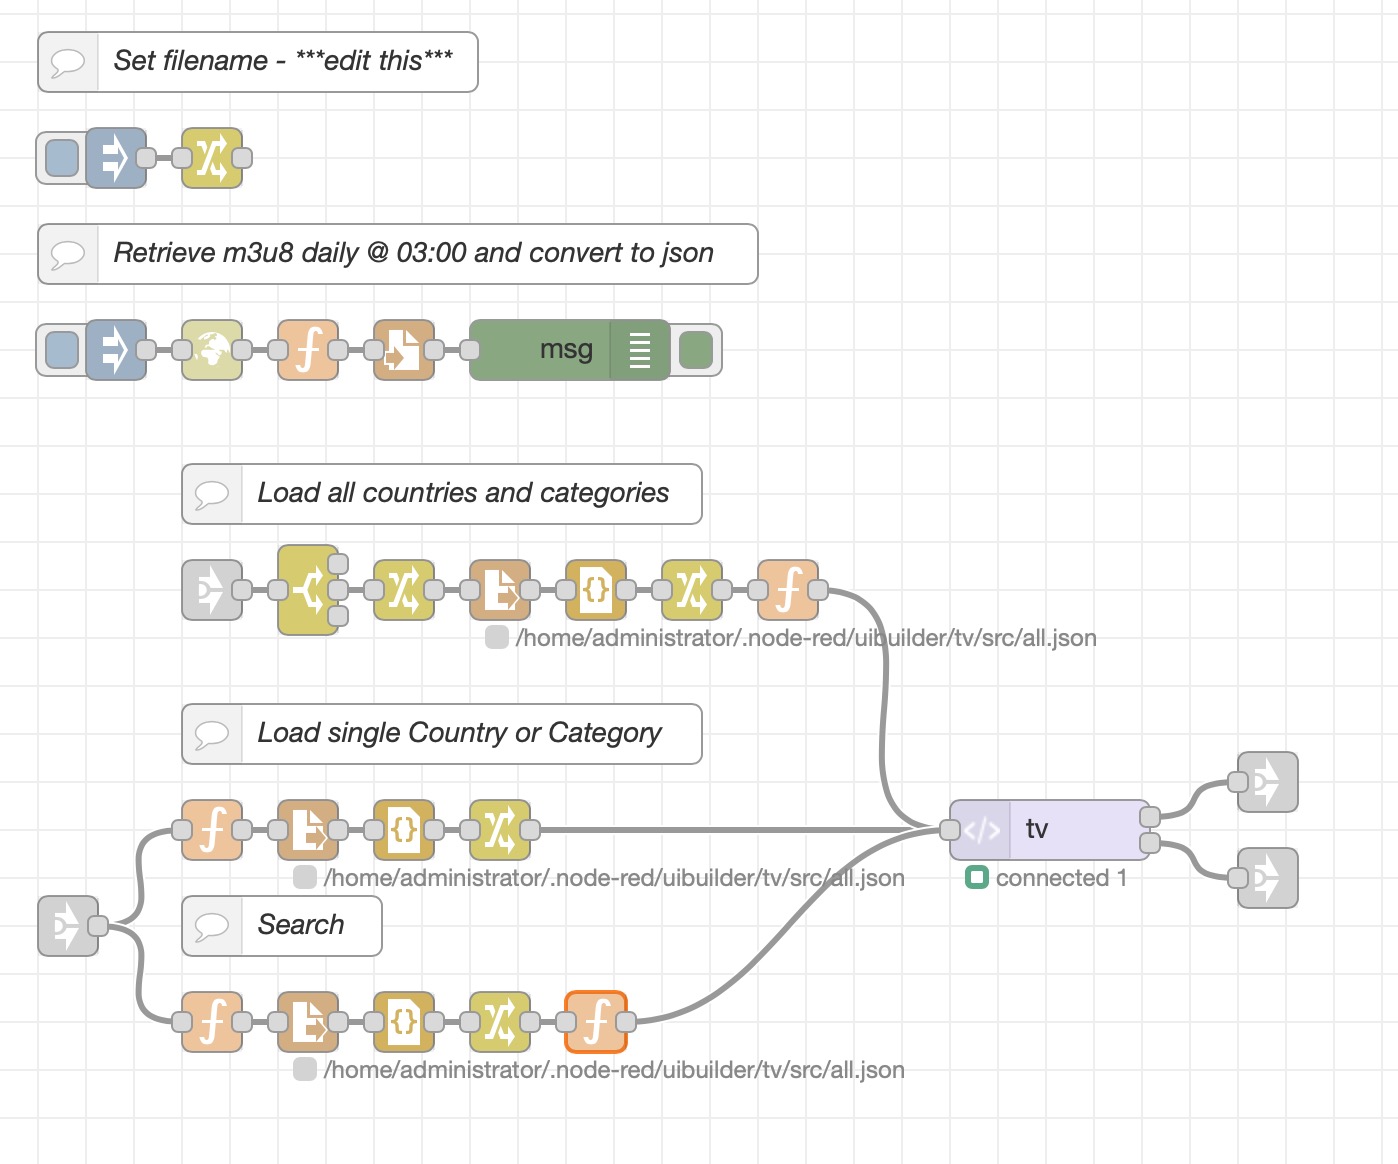 Set filename - ***edit this***
Retrieve m3u8 daily @ 03:00 and convert to json
msg
Load all countries and categories
/home/administrator/.node-red/uibuilder/tv/src/all.json
Load single Country or Category
tv
/home/administrator/.node-red/uibuilder/tv/src/all.json
connected 1
Search
/home/administrator/.node-red/uibuilder/tv/src/all.json